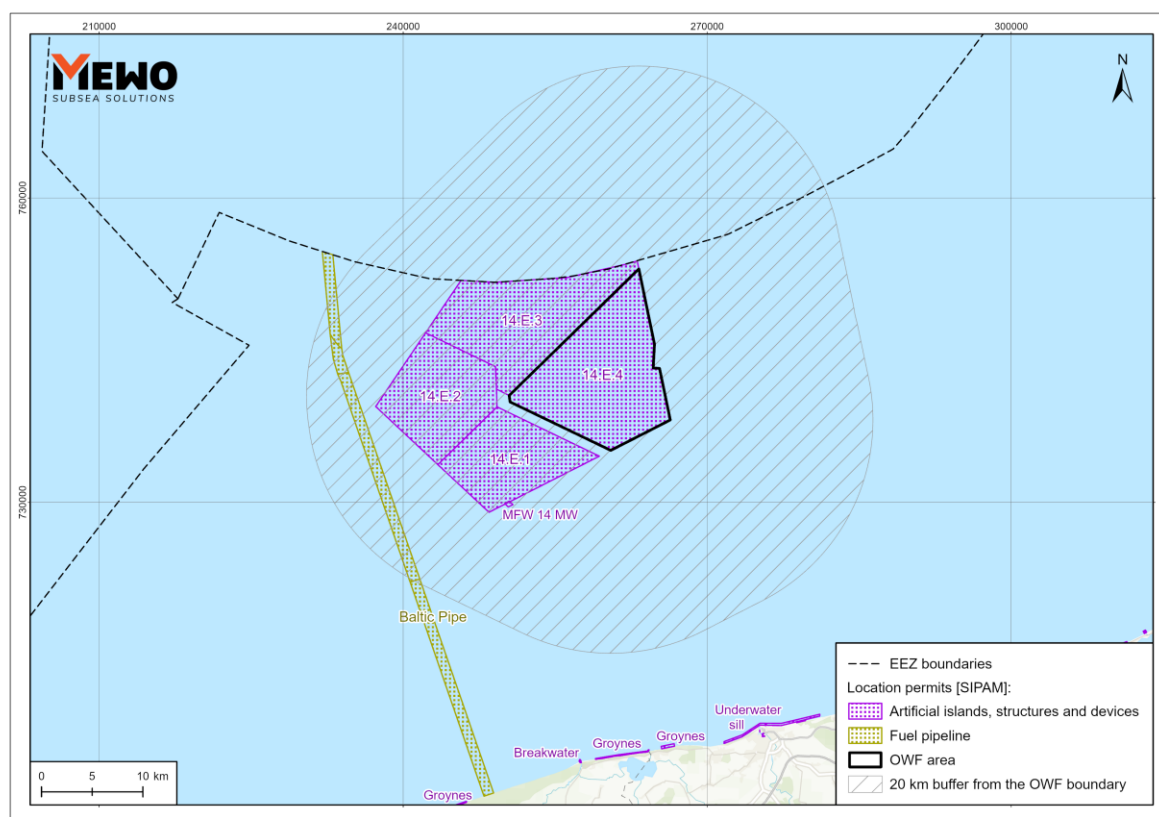 210000
240000
270000
300000
MEWO
SUBSEA SOLUTIONS
N
760000
760000
14.E.3
14.E.4
14.E.2
14.E.1
730000
730000
MFW 14 MW
Baltic Pipe
Underwater
sill
Groynes
Groynes
Breakwater
Groynes
0 5 10 km
EEZ boundaries
Location permits [SIPAM]:
Artificial islands, structures and devices
Fuel pipeline
OWF area
20 km buffer from the OWF boundary